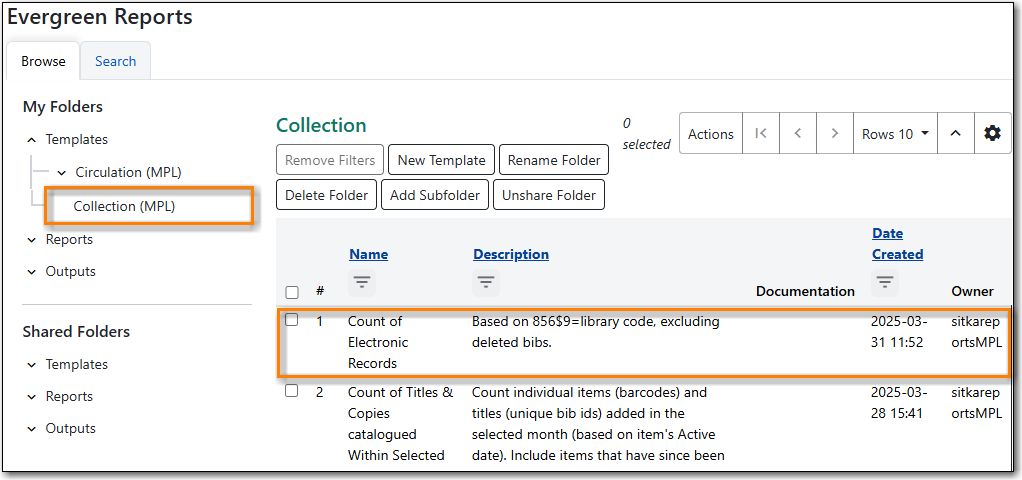 Evergreen Reports
Browse
Search
My Folders
Templates
Circulation (MPL)
Collection (MPL)
Reports
Outputs
Shared Folders
Templates
Reports
Outputs
Collection
0
selected
Actions
Rows 10
Remove Filters
New Template
Rename Folder
Delete Folder
Add Subfolder
Unshare Folder
#
Name
Description
Documentation
Date
Created
Owner
1
Count of
Electronic
Records
Based on 856$9=library code, excluding
deleted bibs.
2025-03-
31 11:52
sitkarep
ortsMPL
2
Count of Titles &
Copies
catalogued
Within Selected
Count individual items (barcodes) and
titles (unique bib ids) added in the
selected month (based on item's Active
date). Include items that have since been
2025-03-
28 15:41
sitkarep
ortsMPL